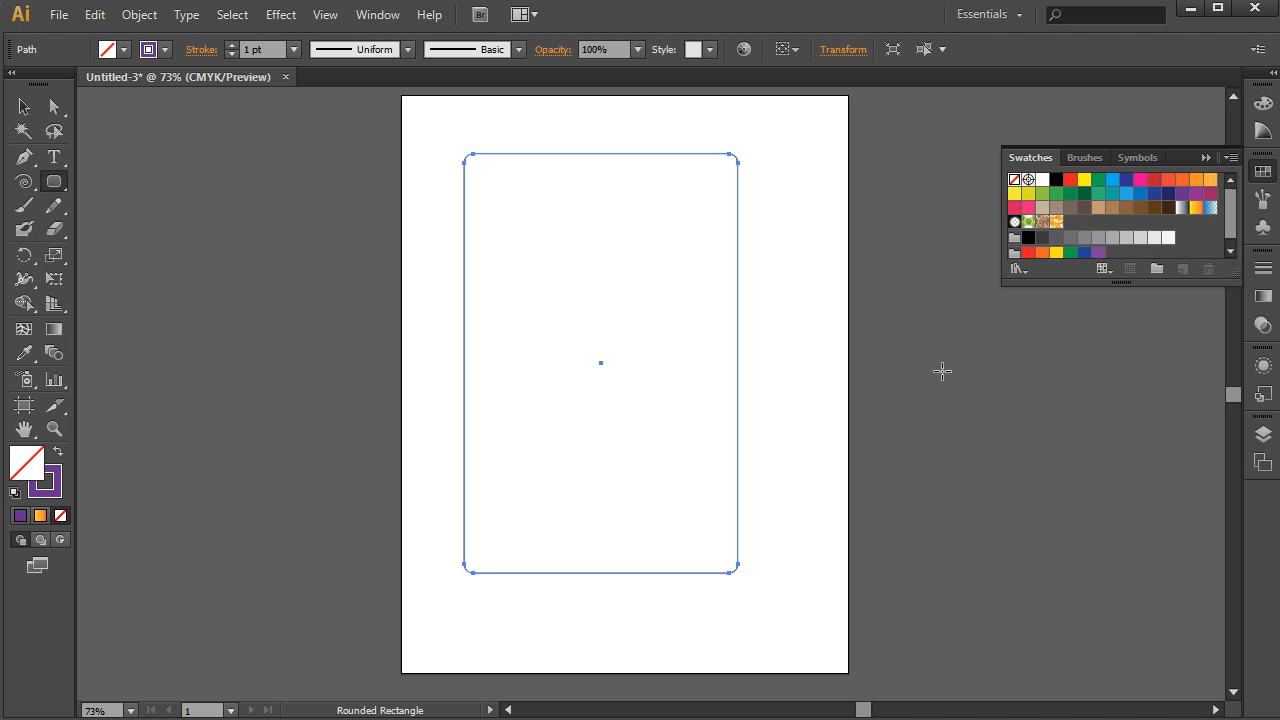 Ai File Edit Object Type Select Effect View Window Help Br Essentials
Path Stroke: 1 pt Uniform Basic Opacity: 100% Style: Transform
Untitled-3* @ 73% (CMYK/Preview)
Swatches Brushes Symbols
T
73% 1 Rounded Rectangle